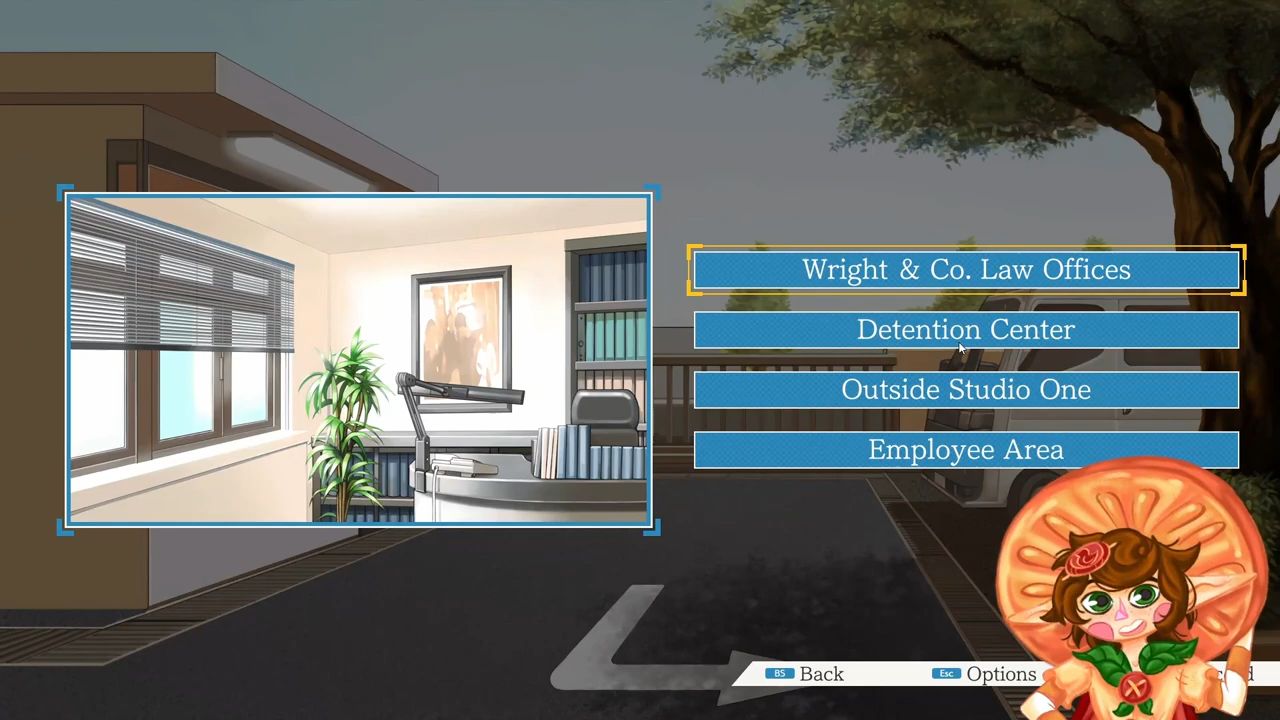 Wright & Co. Law Offices
Detention Center
Outside Studio One
Employee Area
BS Back
Esc Options